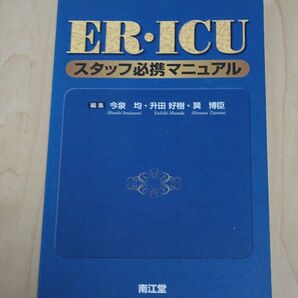 ER・ICU
スタッフ必携マニュアル
編集 今泉 均・升田 好樹・巽 博臣
Hitoshi Imaizumi Yoshiki Masuda Hiroomi Tatsumi
南江堂